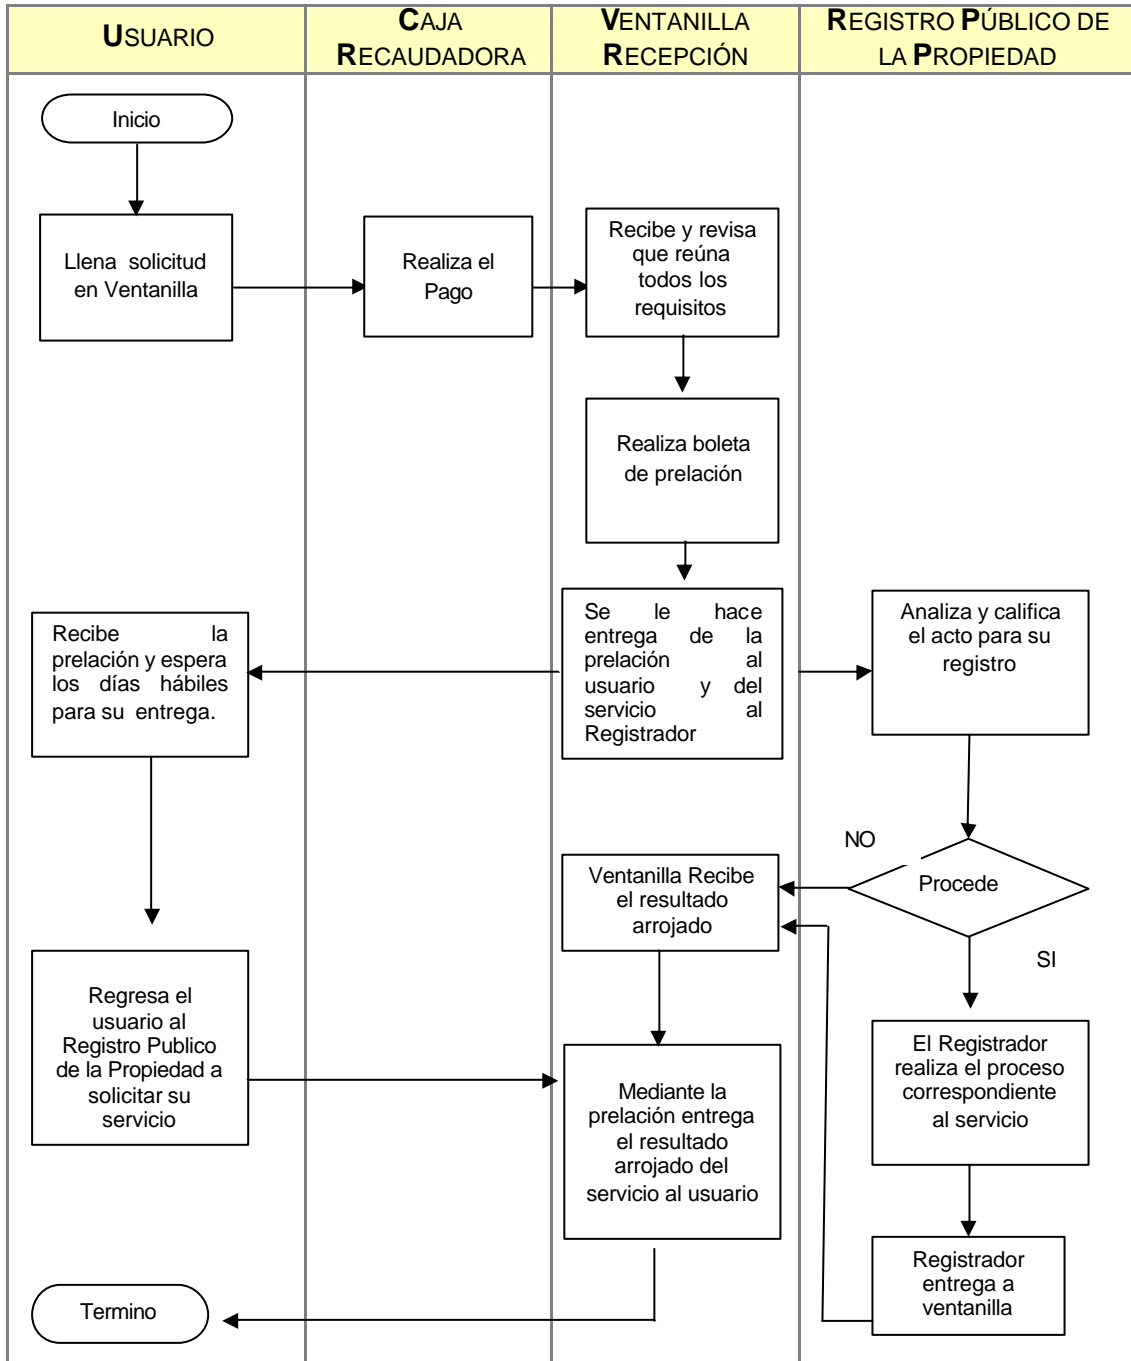 USUARIO
CAJA
RECAUDADORA
VENTANILLA
RECEPCIÓN
REGISTRO PÚBLICO DE
LA PROPIEDAD
Inicio
Llena solicitud
en Ventanilla
Realiza el
Pago
Recibe y revisa
que reúna
todos los
requisitos
Realiza boleta
de prelación
Recibe la
prelación y espera
los días hábiles
para su entrega.
Se le hace
entrega de la
prelación al
usuario y del
servicio al
Registrador
Analiza y califica
el acto para su
registro
NO
Procede
SI
Ventanilla Recibe
el resultado
arrojado
Regresa el
usuario al
Registro Publico
de la Propiedad a
solicitar su
servicio
Mediante la
prelación entrega
el resultado
arrojado del
servicio al usuario
El Registrador
realiza el proceso
correspondiente
al servicio
Registrador
entrega a
ventanilla
Termino